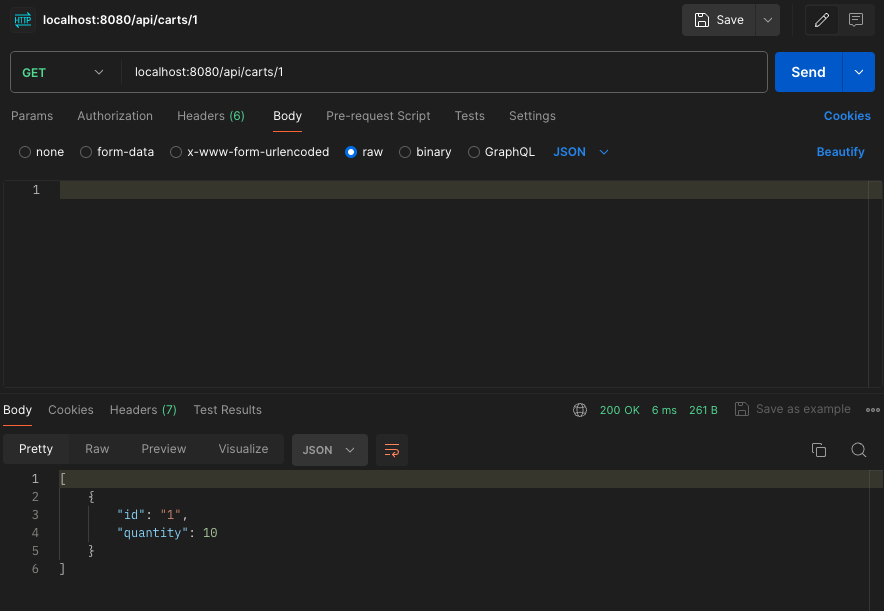 HTTP localhost:8080/api/carts/1 Save
GET localhost:8080/api/carts/1 Send
Params Authorization Headers (6) Body Pre-request Script Tests Settings Cookies
none form-data x-www-form-urlencoded raw binary GraphQL JSON Beautify
1
Body Cookies Headers (7) Test Results 200 OK 6 ms 261 B Save as example
Pretty Raw Preview Visualize JSON
1 [
2 {
3 "id": "1",
4 "quantity": 10
5 }
6 ]